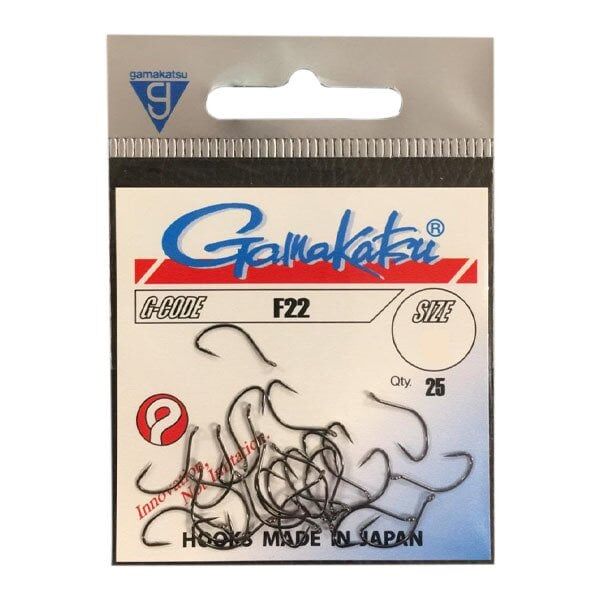 gamakatsu
Gamakatsu®
G-CODE F22 SIZE
Qty. 25
Innovation,
Not Imitation.
HOOKS MADE IN JAPAN